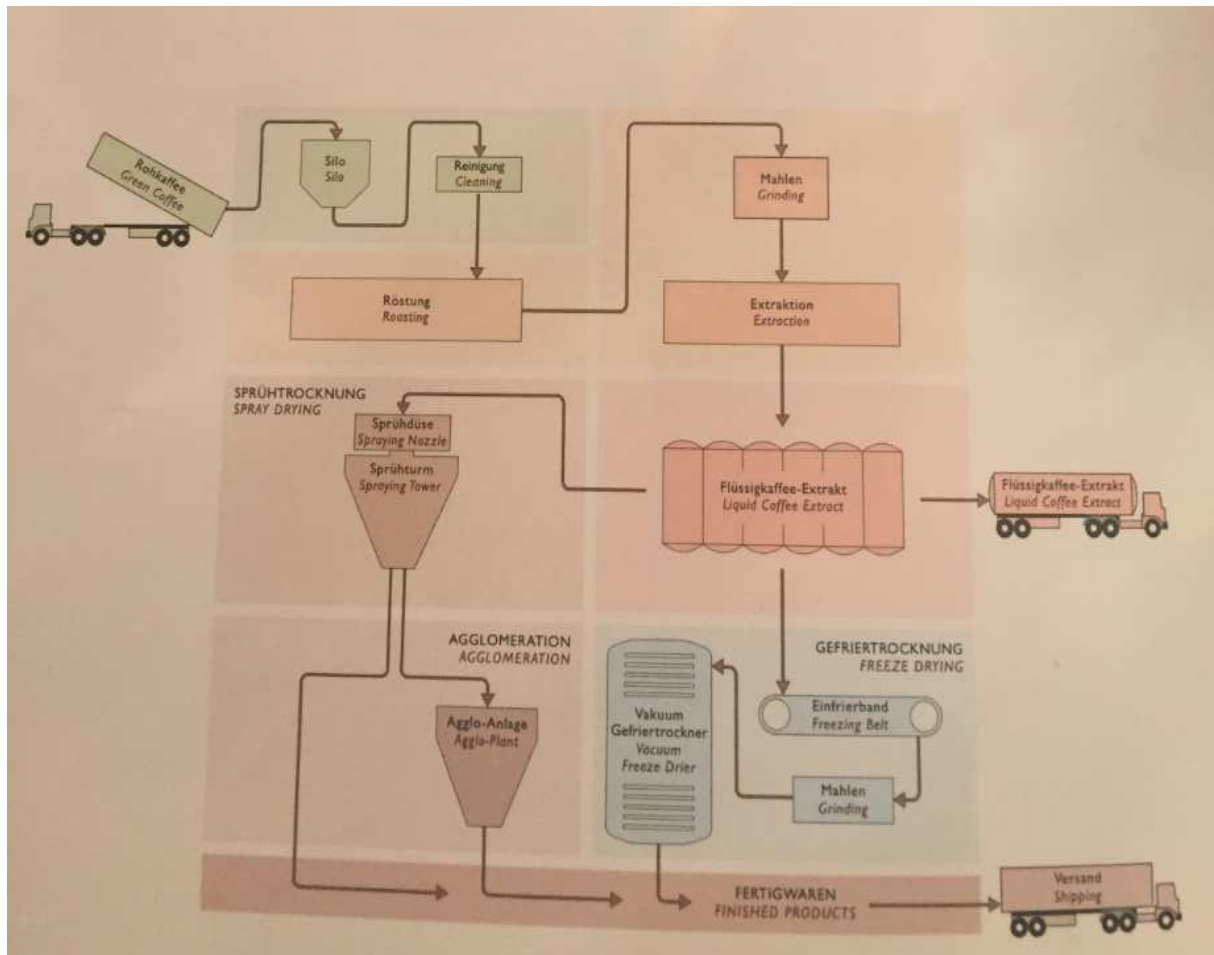 Rohkaffee
Green Coffee
Silo
Silo
Reinigung
Cleaning
Mahlen
Grinding
Röstung
Roasting
Extraktion
Extraction
SPRÜHTROCKNUNG
SPRAY DRYING
Sprühdüse
Spraying Nozzle
Sprühturm
Spraying Tower
Flüssigkaffee-Extrakt
Liquid Coffee Extract
Flüssigkaffee-Extrakt
Liquid Coffee Extract
AGGLOMERATION
AGGLOMERATION
Agglo-Anlage
Agglo-Plant
GEFRIERTROCKNUNG
FREEZE DRYING
Vakuum
Gefriertrockner
Vacuum
Freeze Drier
Einfrierband
Freezing Belt
Mahlen
Grinding
FERTIGWAREN
FINISHED PRODUCTS
Versand
Shipping